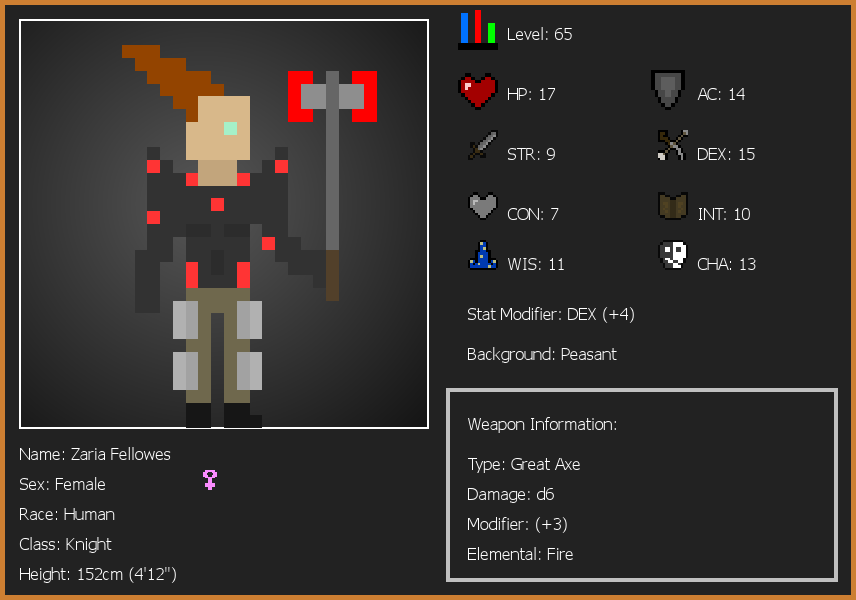 Level: 65
HP: 17
AC: 14
STR: 9
DEX: 15
CON: 7
INT: 10
WIS: 11
CHA: 13
Stat Modifier: DEX (+4)
Background: Peasant
Weapon Information:
Type: Great Axe
Damage: d6
Modifier: (+3)
Elemental: Fire
Name: Zaria Fellowes
Sex: Female
Race: Human
Class: Knight
Height: 152cm (4'12")